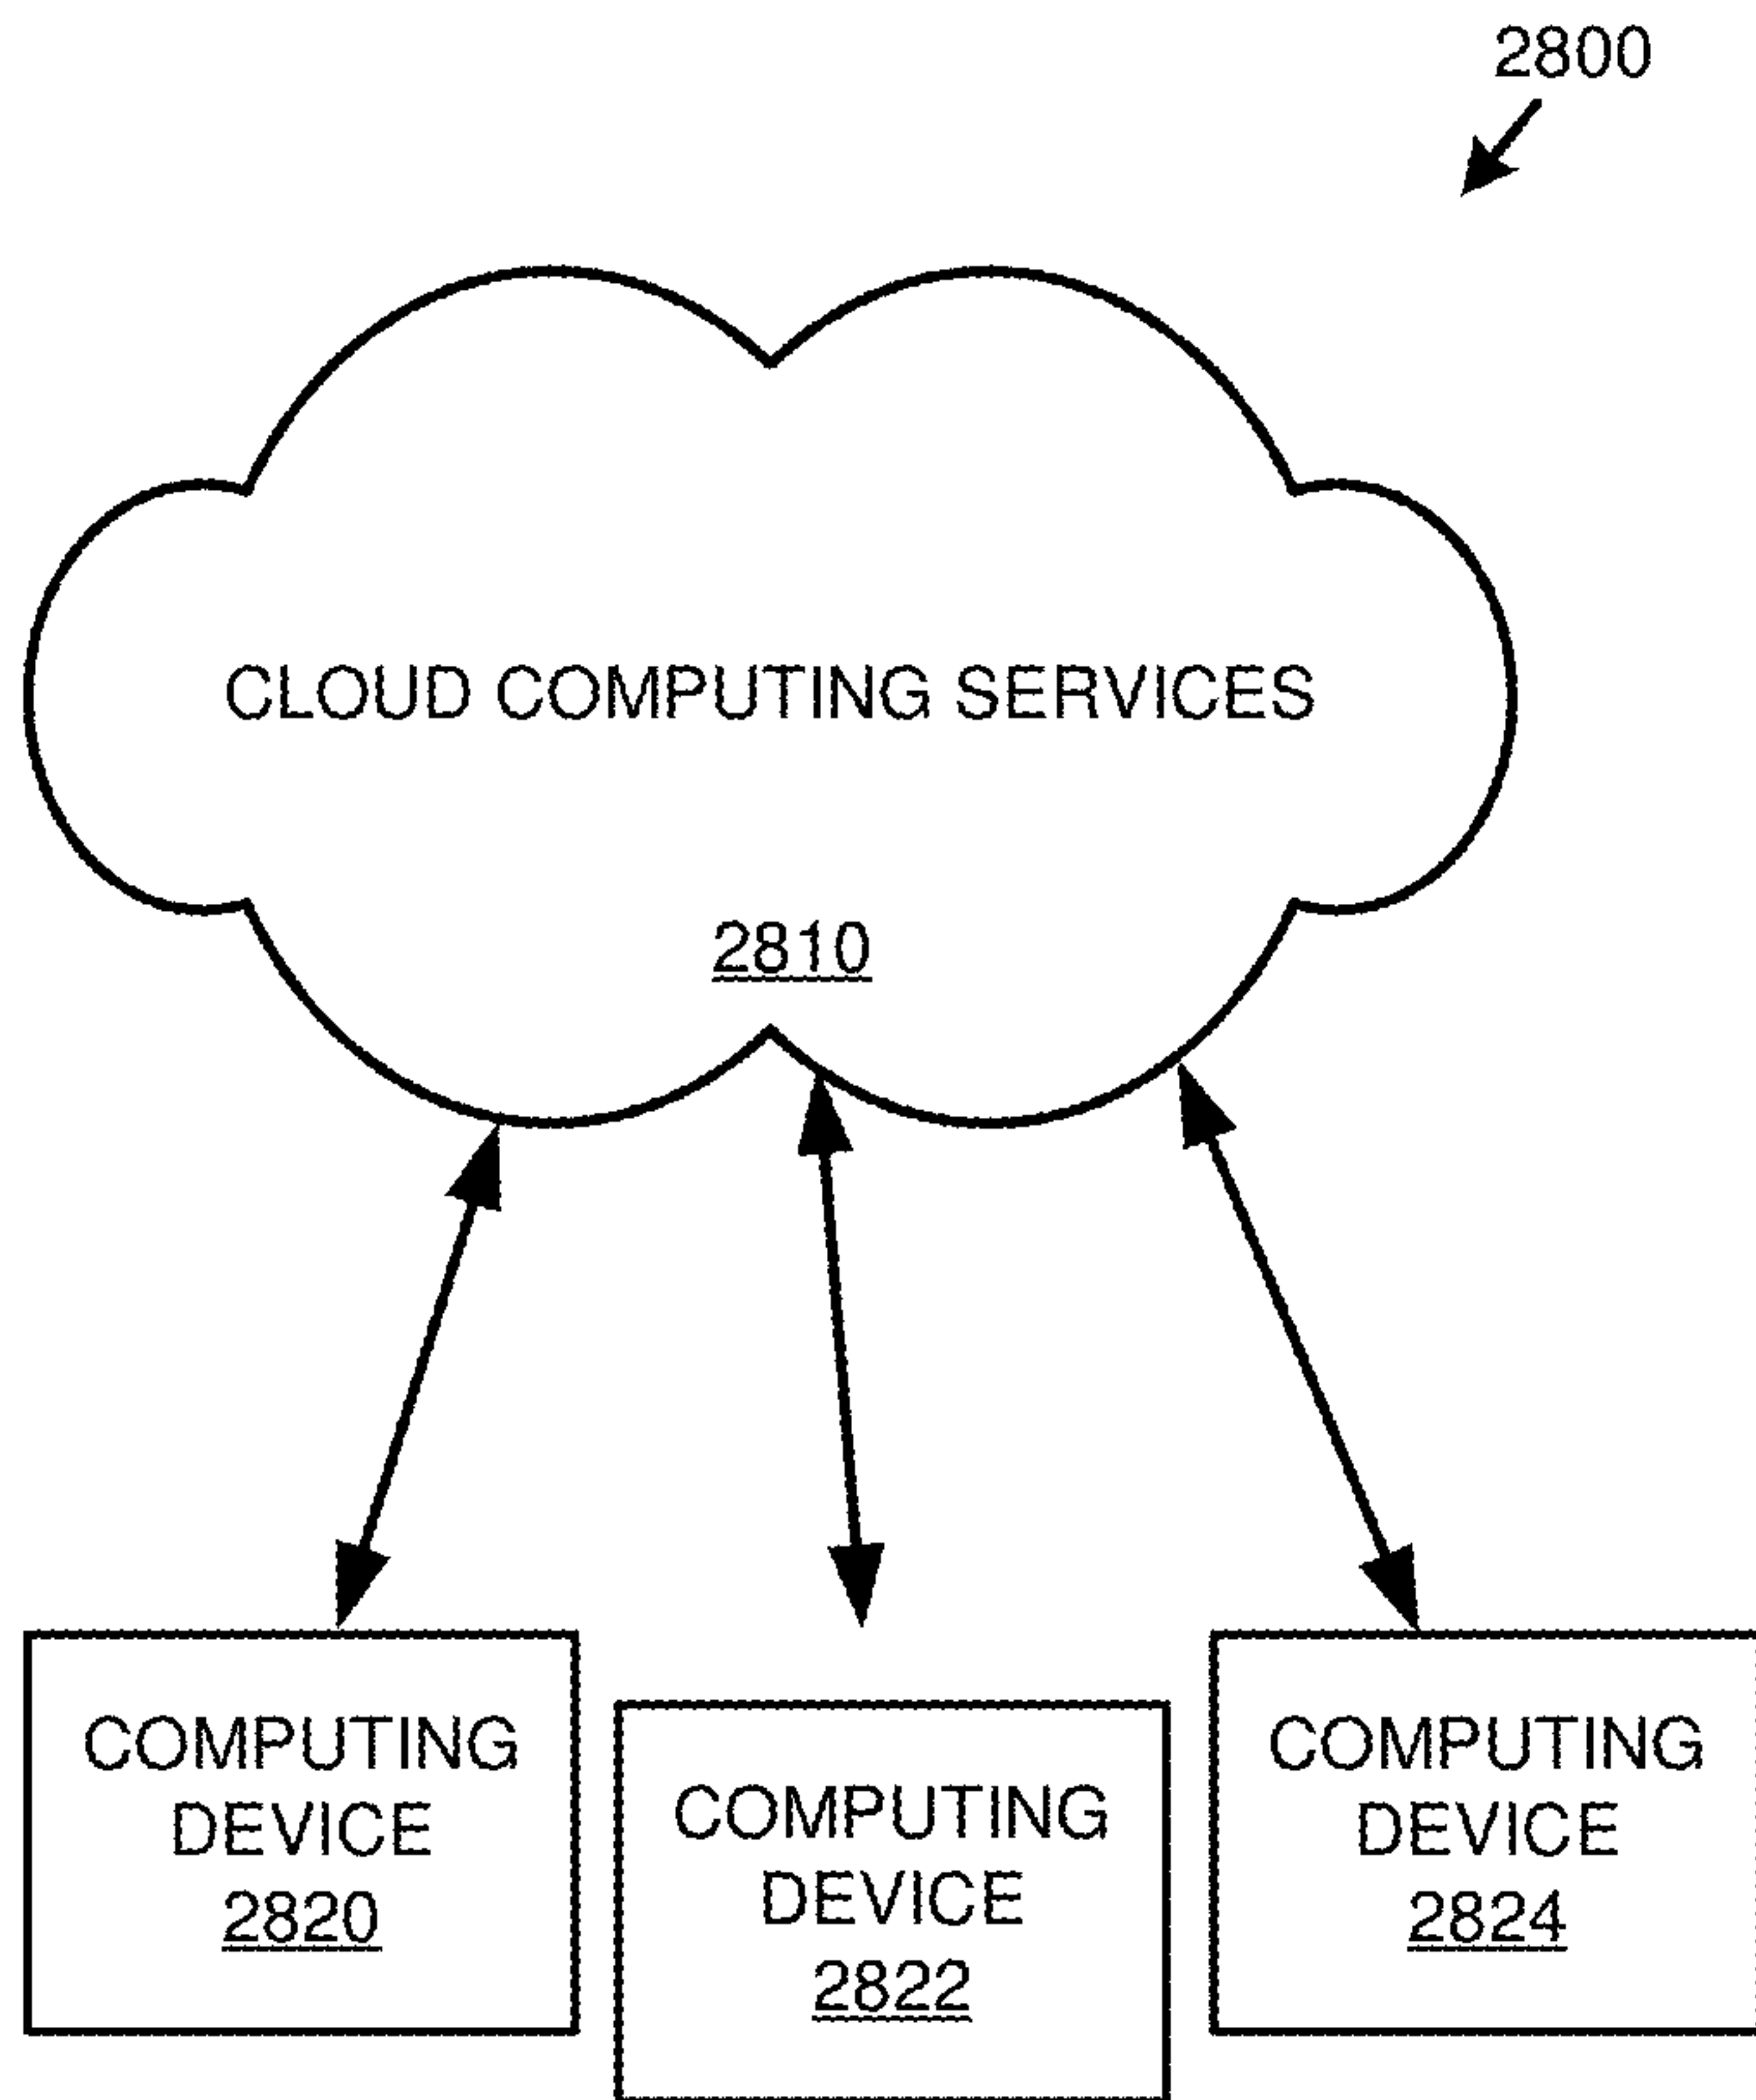 2800
CLOUD COMPUTING SERVICES
2810
COMPUTING
DEVICE
2820
COMPUTING
DEVICE
2822
COMPUTING
DEVICE
2824